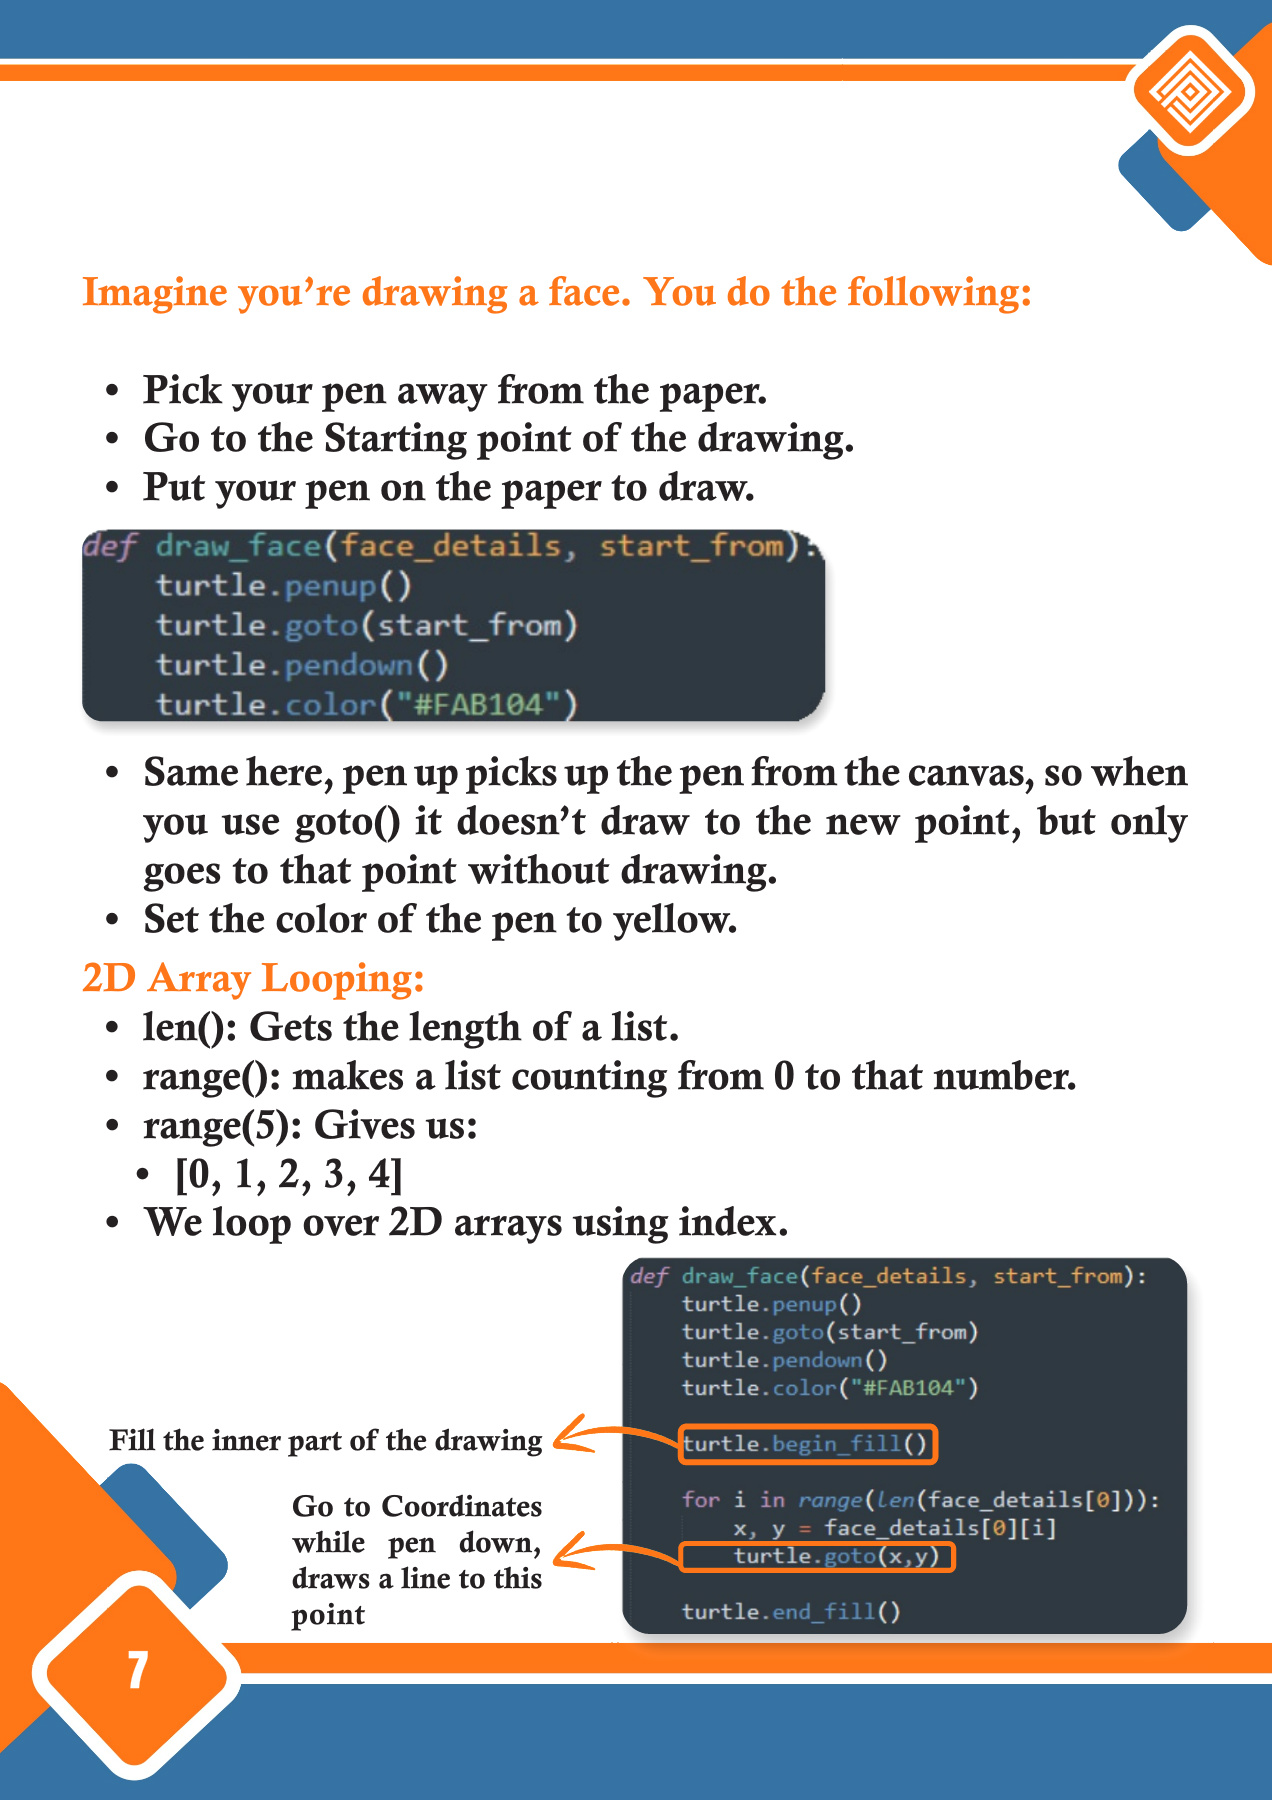 Imagine you’re drawing a face. You do the following:
• Pick your pen away from the paper.
• Go to the Starting point of the drawing.
• Put your pen on the paper to draw.
def draw_face(face_details, start_from):
turtle.penup()
turtle.goto(start_from)
turtle.pendown()
turtle.color("#FAB104")
• Same here, pen up picks up the pen from the canvas, so when
you use goto() it doesn’t draw to the new point, but only
goes to that point without drawing.
• Set the color of the pen to yellow.
2D Array Looping:
• len(): Gets the length of a list.
• range(): makes a list counting from 0 to that number.
• range(5): Gives us:
• [0, 1, 2, 3, 4]
• We loop over 2D arrays using index.
def draw_face(face_details, start_from):
turtle.penup()
turtle.goto(start_from)
turtle.pendown()
turtle.color("#FAB104")
Fill the inner part of the drawing
turtle.begin_fill()
Go to Coordinates
while pen down,
draws a line to this
point
for i in range(len(face_details[0])):
x, y = face_details[0][i]
turtle.goto(x,y)
turtle.end_fill()
7